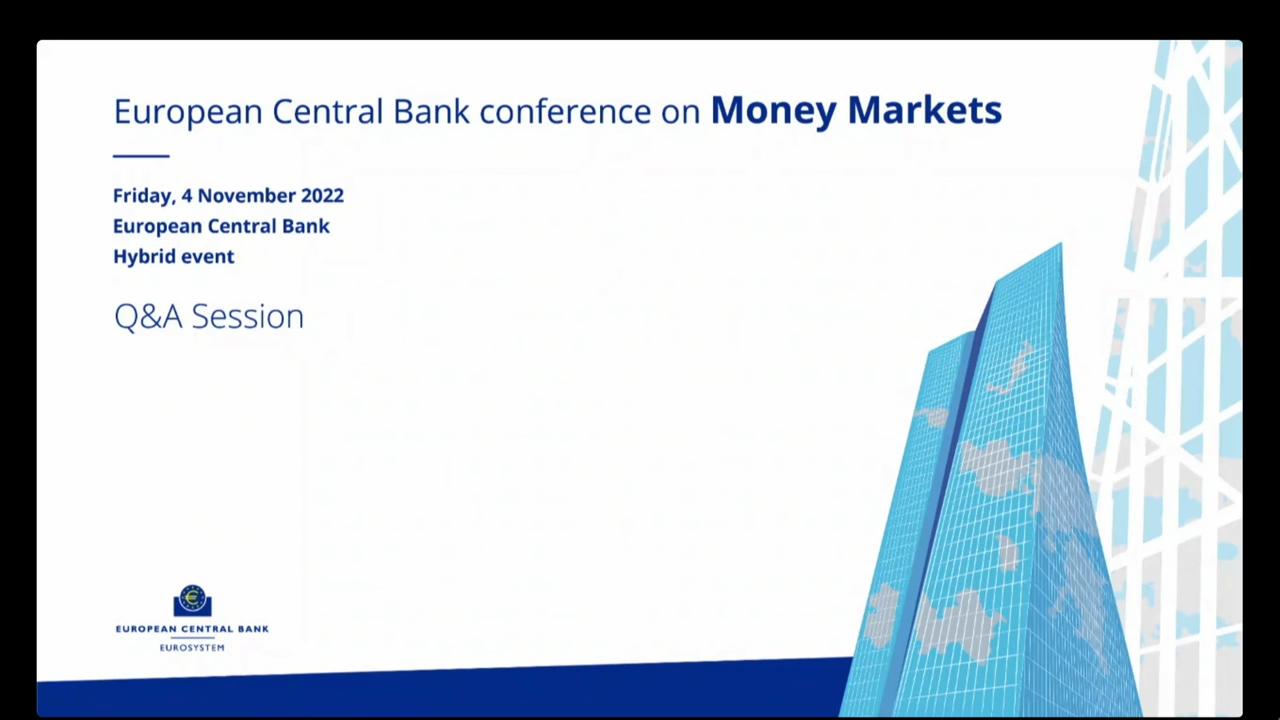 European Central Bank conference on Money Markets
Friday, 4 November 2022
European Central Bank
Hybrid event
Q&A Session
EUROPEAN CENTRAL BANK
EUROSYSTEM